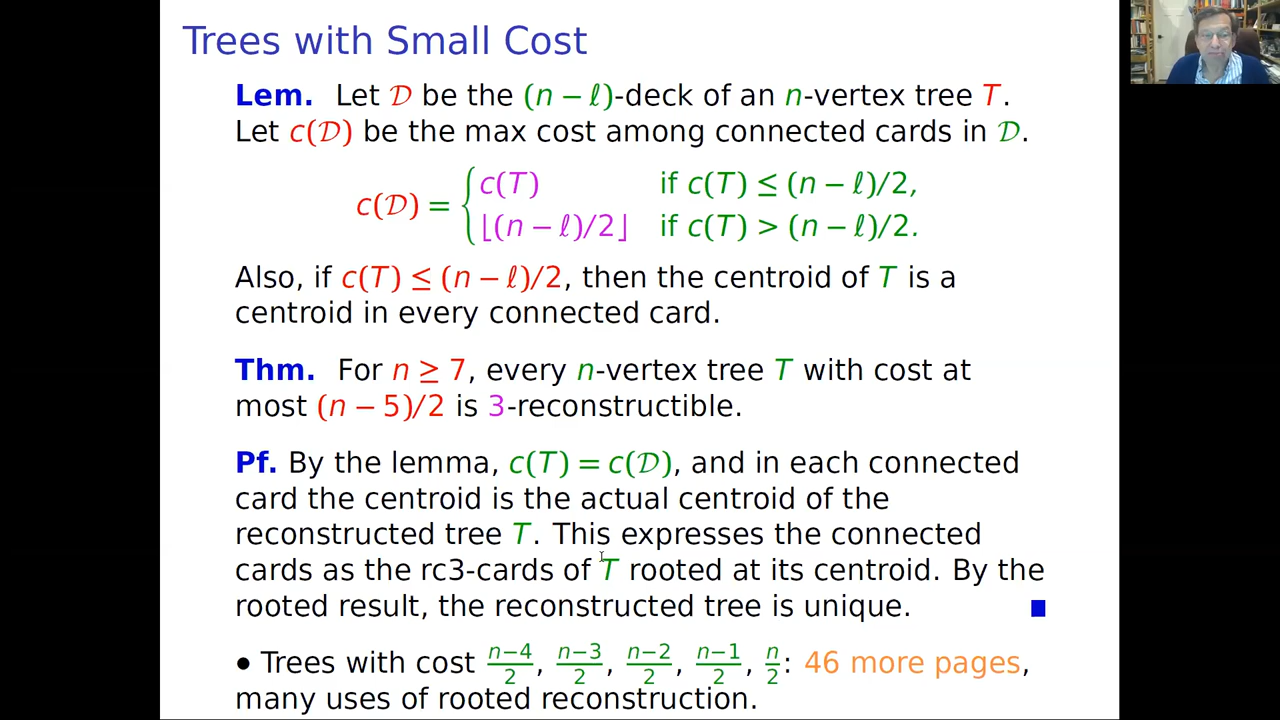 Trees with Small Cost
Lem. Let 𝒟 be the (n − ℓ)-deck of an n-vertex tree T.
Let c(𝒟) be the max cost among connected cards in 𝒟.
c(𝒟) = { c(T) if c(T) ≤ (n − ℓ)/2,
⌊(n − ℓ)/2⌋ if c(T) > (n − ℓ)/2.
Also, if c(T) ≤ (n − ℓ)/2, then the centroid of T is a
centroid in every connected card.
Thm. For n ≥ 7, every n-vertex tree T with cost at
most (n − 5)/2 is 3-reconstructible.
Pf. By the lemma, c(T) = c(𝒟), and in each connected
card the centroid is the actual centroid of the
reconstructed tree T. This expresses the connected
cards as the rc3-cards of T rooted at its centroid. By the
rooted result, the reconstructed tree is unique. ■
• Trees with cost (n−4)/2, (n−3)/2, (n−2)/2, (n−1)/2, n/2: 46 more pages,
many uses of rooted reconstruction.